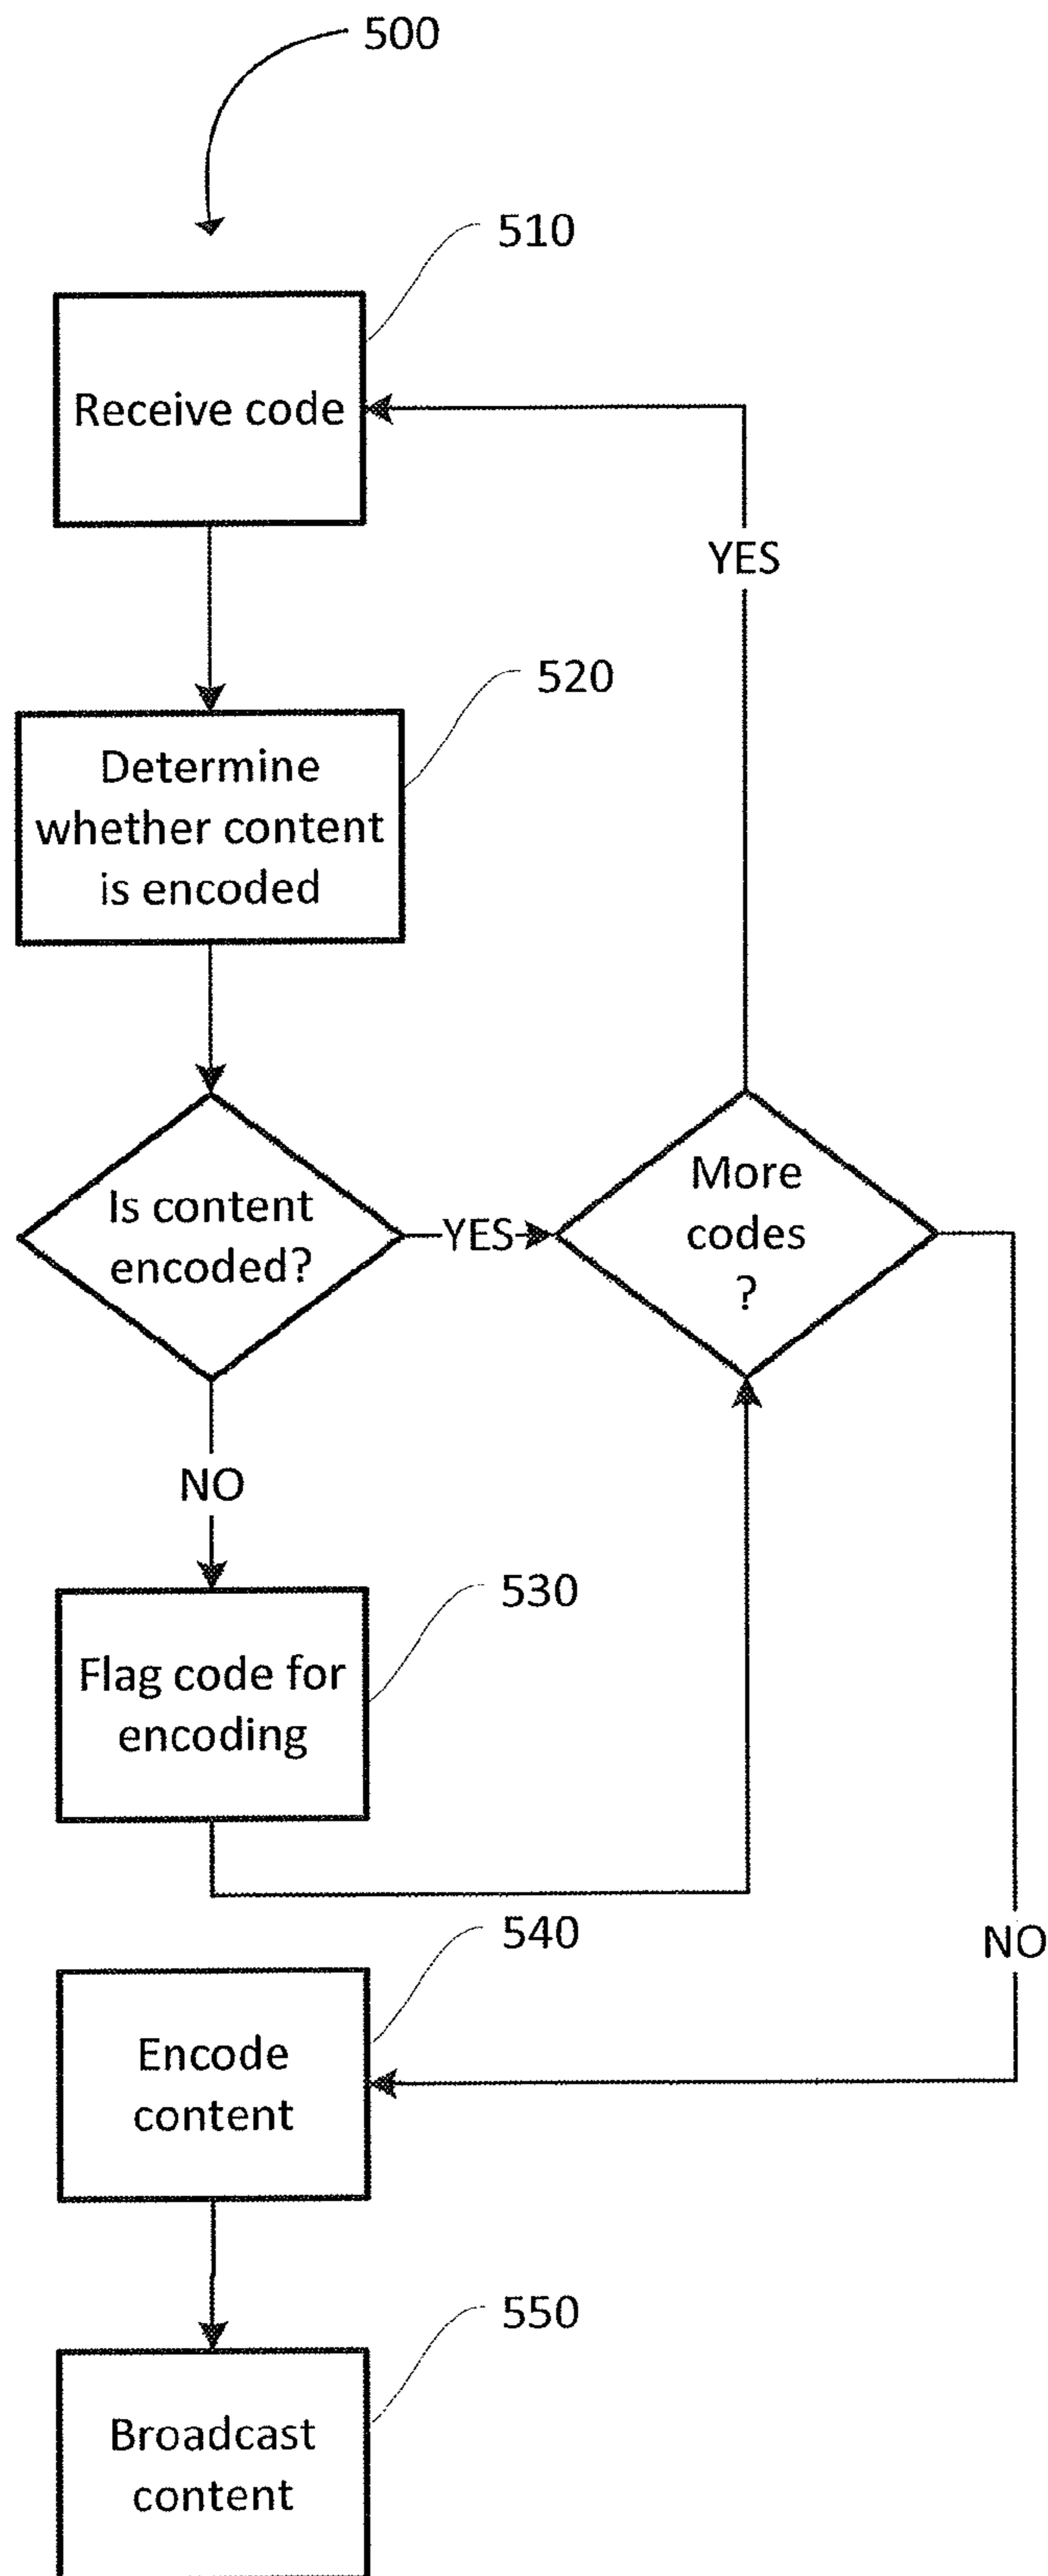 500
510
Receive code
YES
520
Determine
whether content
is encoded
Is content
encoded?
YES
More
codes
?
NO
530
Flag code for
encoding
540
NO
Encode
content
550
Broadcast
content